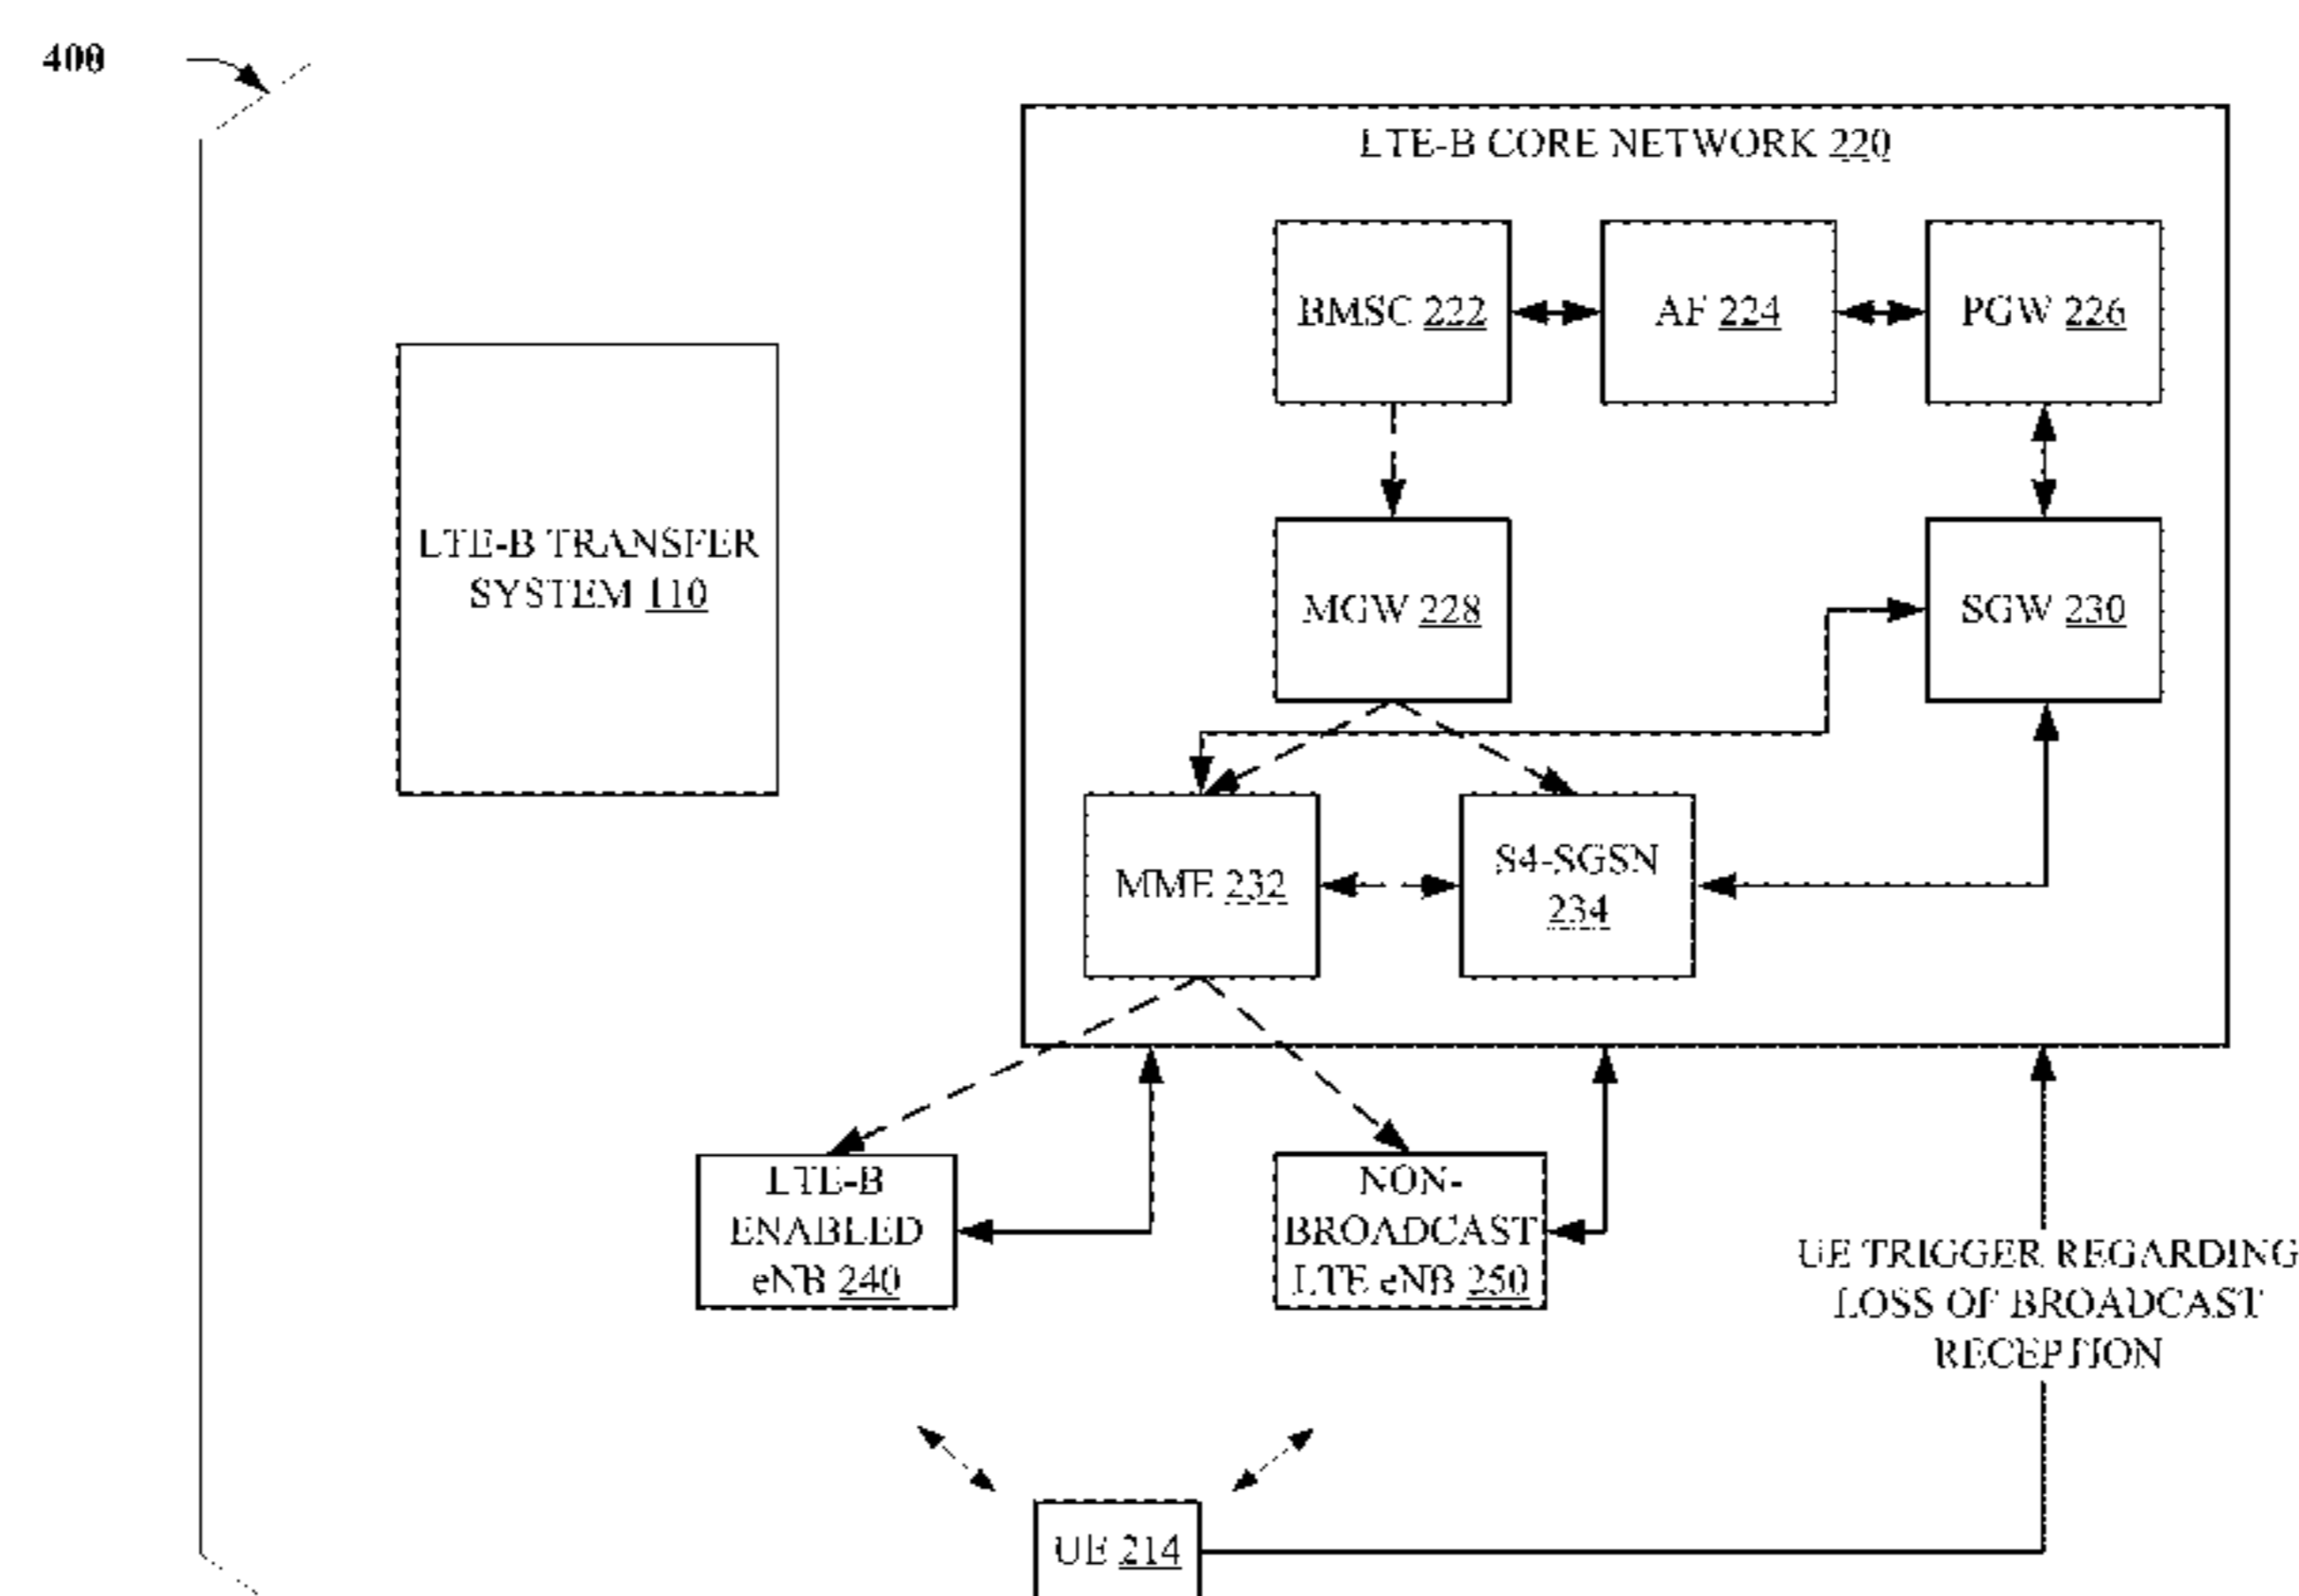 400
LTE-B CORE NETWORK 220
BMSC 222
AF 224
PGW 226
LTE-B TRANSFER
SYSTEM 110
MGW 228
SGW 230
MME 232
S4-SGSN
234
LTE-B
ENABLED
eNB 240
NON-
BROADCAST
LTE eNB 250
UE TRIGGER REGARDING
LOSS OF BROADCAST
RECEPTION
UE 214